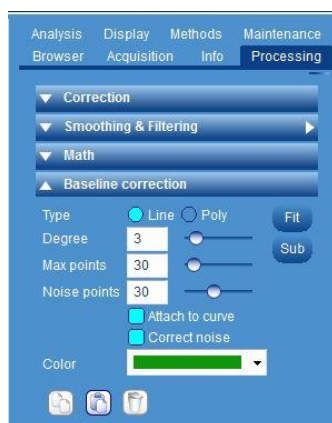 Analysis Display Methods Maintenance
Browser Acquisition Info Processing
Correction
Smoothing & Filtering
Math
Baseline correction
Type Line Poly Fit
Degree 3
Sub
Max points 30
Noise points 30
Attach to curve
Correct noise
Color